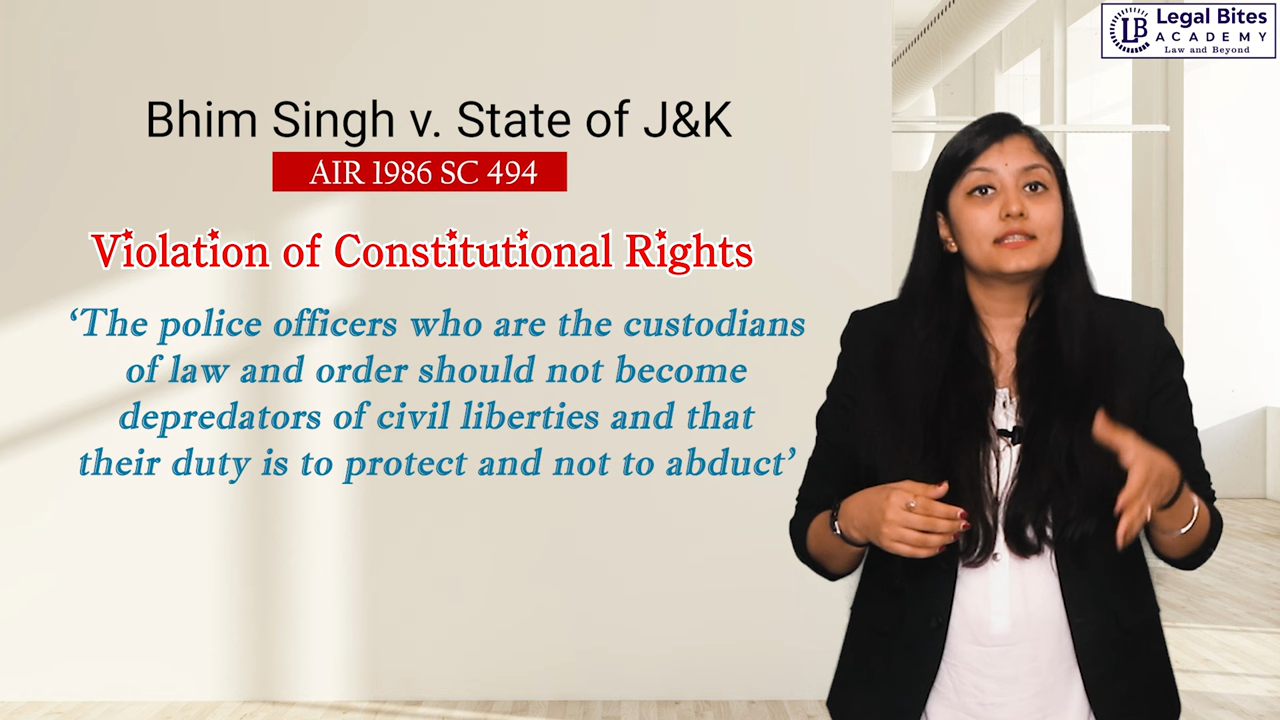 Legal Bites
ACADEMY
Law and Beyond
LB
Bhim Singh v. State of J&K
AIR 1986 SC 494
Violation of Constitutional Rights
‘The police officers who are the custodians
of law and order should not become
depredators of civil liberties and that
their duty is to protect and not to abduct’